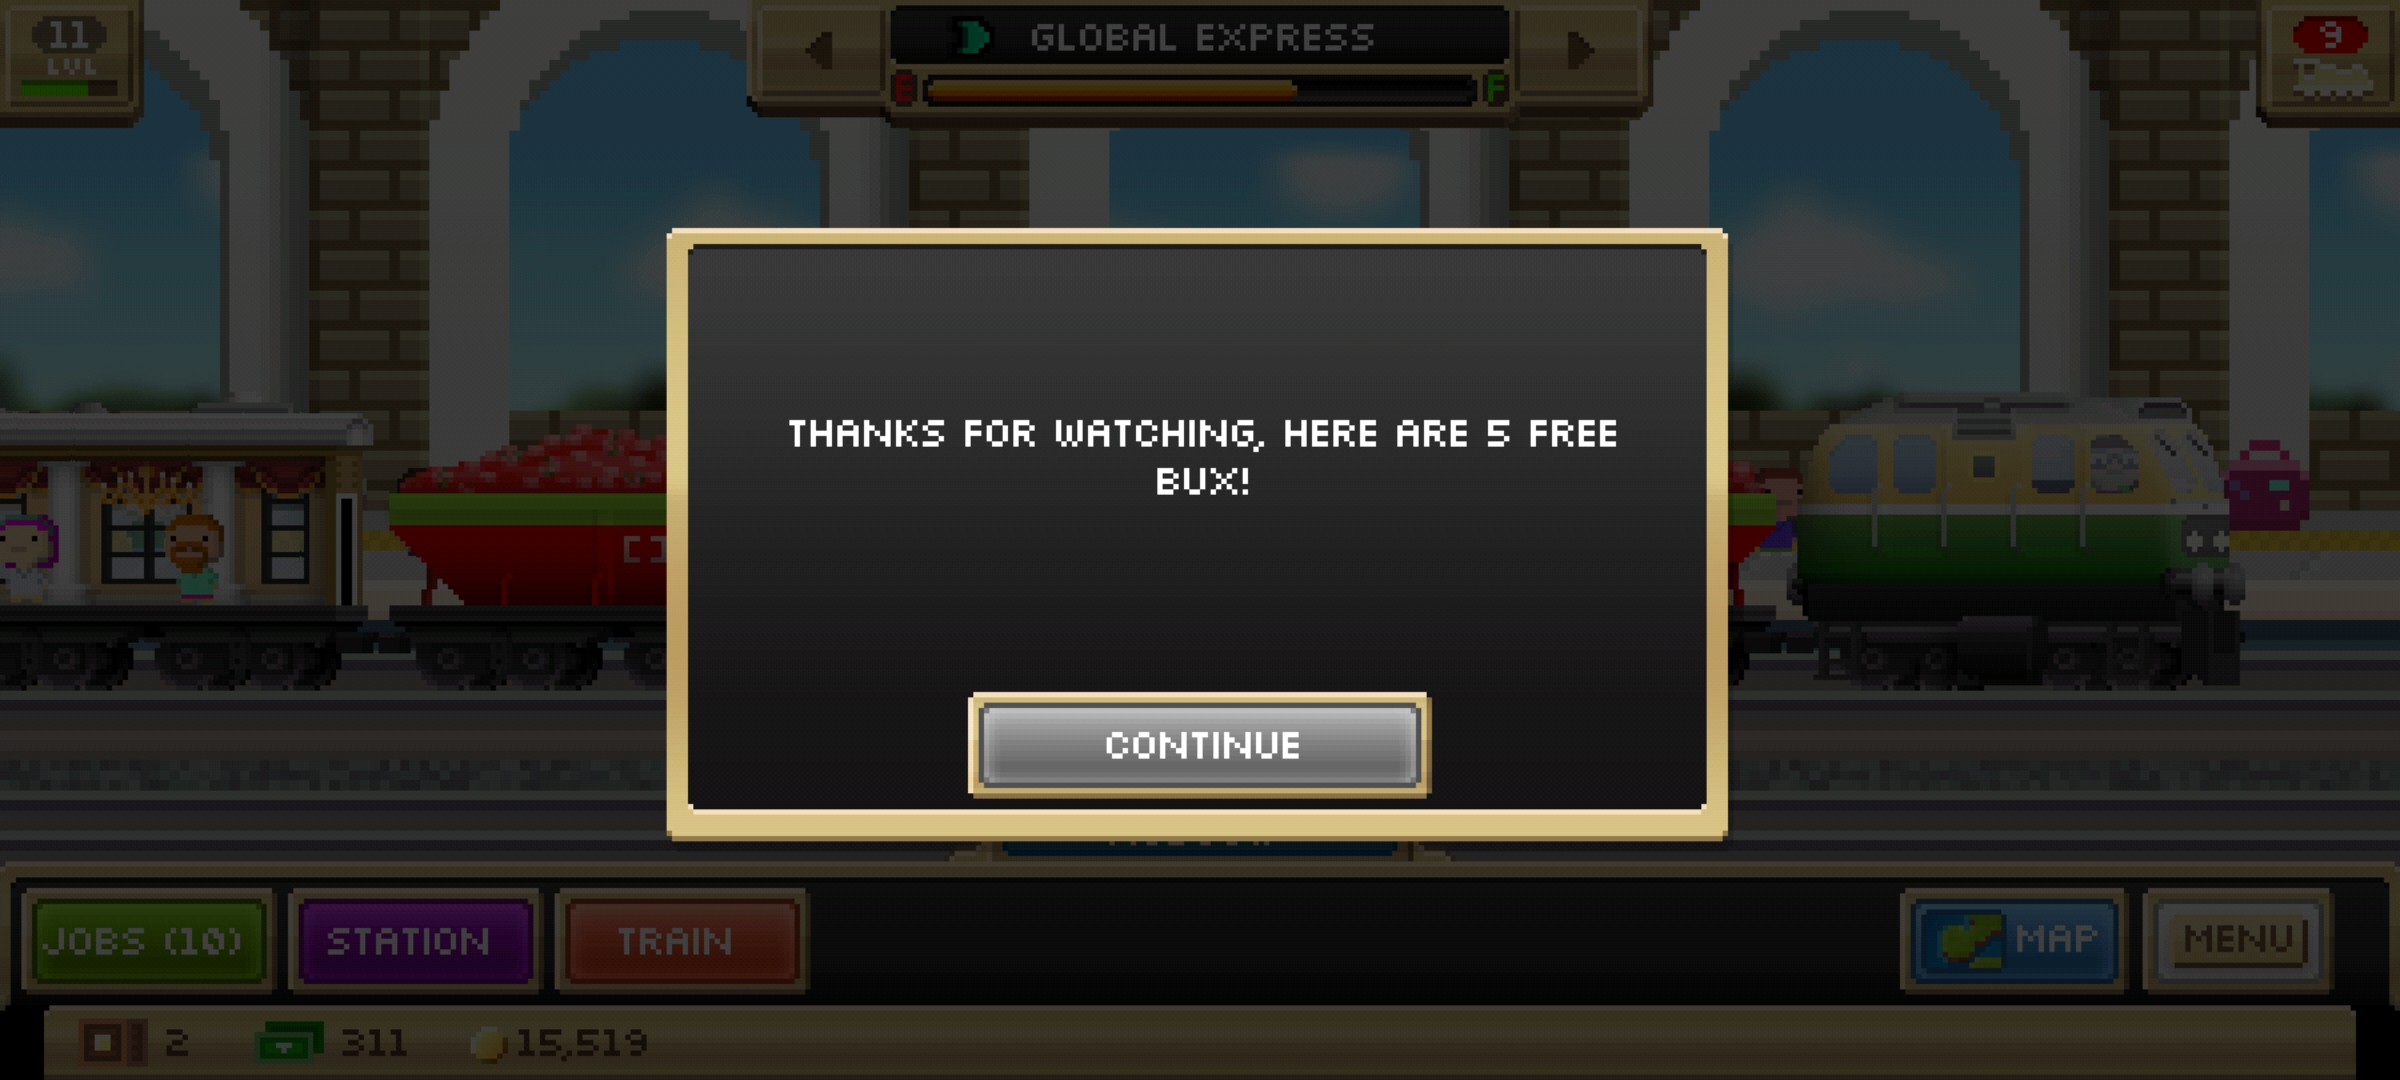 11
LVL
GLOBAL EXPRESS
E
F
9
THANKS FOR WATCHING, HERE ARE 5 FREE
BUX!
CONTINUE
JOBS (10)
STATION
TRAIN
MAP
MENU
2
311
15,519